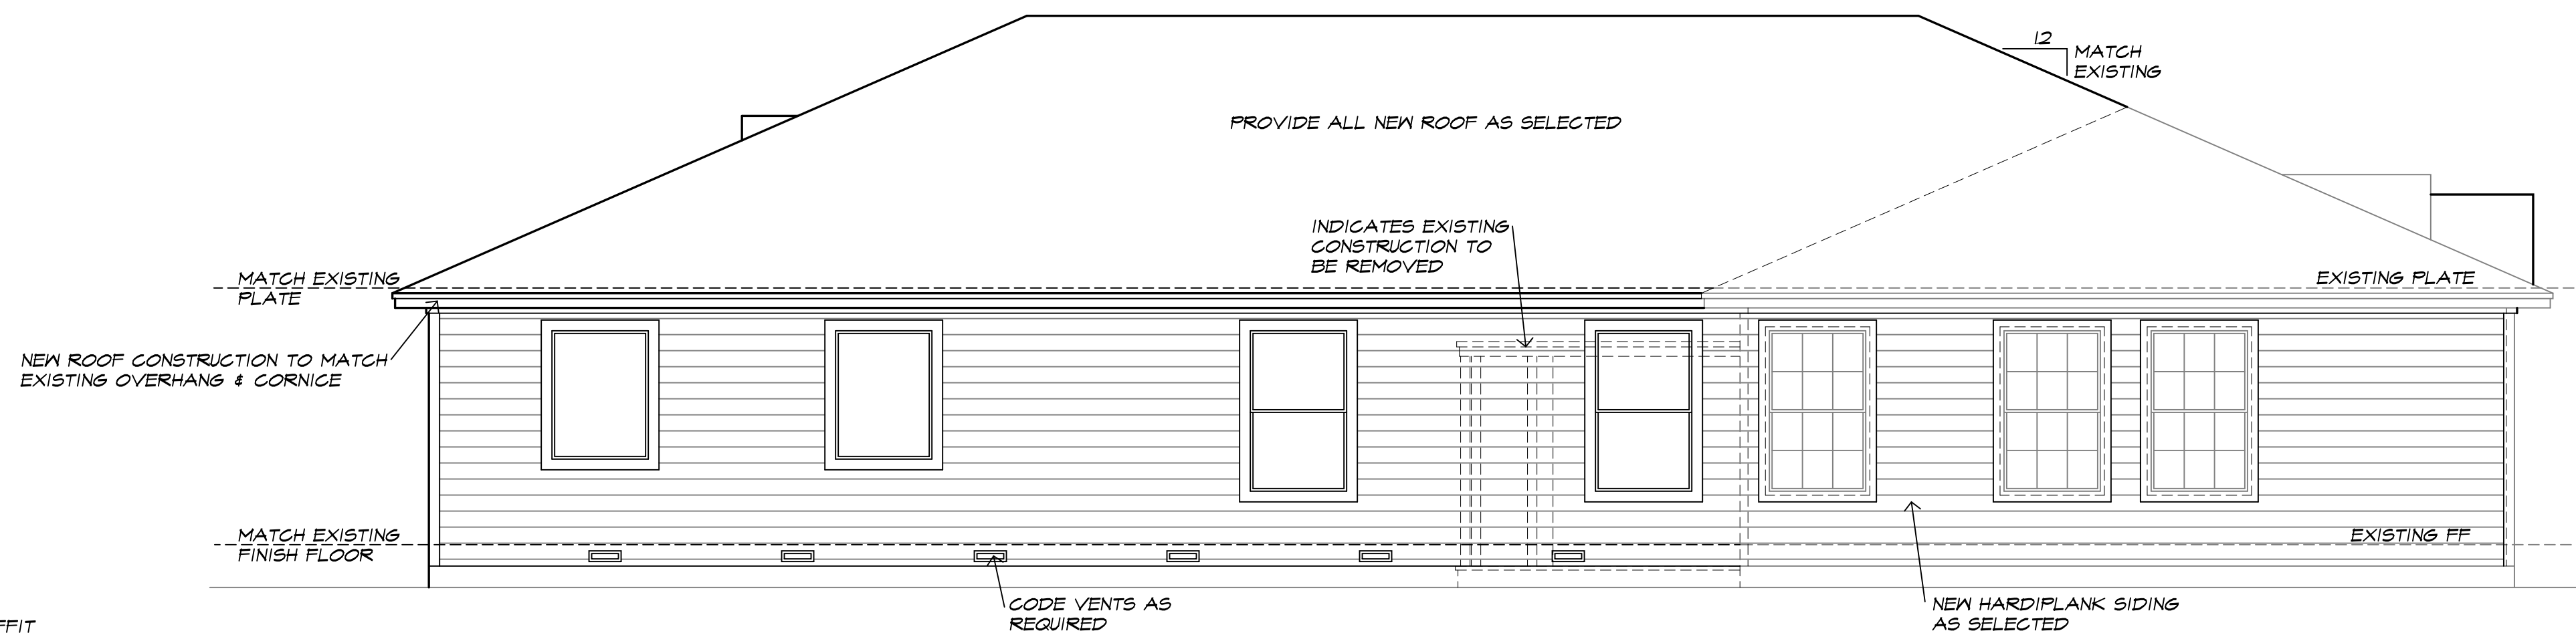 12
MATCH
EXISTING
PROVIDE ALL NEW ROOF AS SELECTED
INDICATES EXISTING
CONSTRUCTION TO
BE REMOVED
MATCH EXISTING
PLATE
EXISTING PLATE
NEW ROOF CONSTRUCTION TO MATCH
EXISTING OVERHANG & CORNICE
MATCH EXISTING
FINISH FLOOR
EXISTING FF
CODE VENTS AS
REQUIRED
NEW HARDIPLANK SIDING
AS SELECTED
FFIT